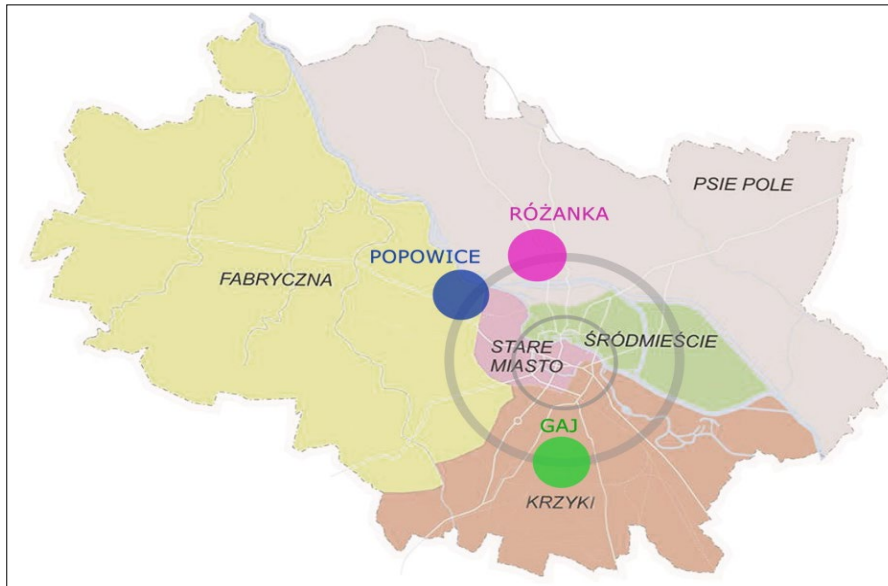 PSIE POLE
RÓŻANKA
POPOWICE
FABRYCZNA
STARE
MIASTO
ŚRÓDMIEŚCIE
GAJ
KRZYKI